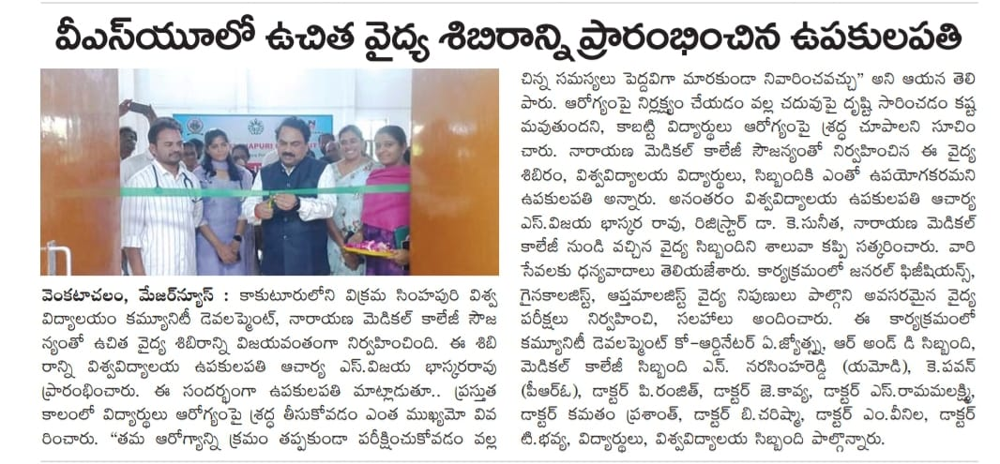 వీఎస్‌యూలో ఉచిత వైద్య శిబిరాన్ని ప్రారంభించిన ఉపకులపతి
వెంకటాచలం, మేజర్‌న్యూస్ : కాకుటూరులోని విక్రమ సింహపురి విశ్వ
విద్యాలయం కమ్యూనిటీ డెవలప్మెంట్, నారాయణ మెడికల్ కాలేజీ సౌజ
న్యంతో ఉచిత వైద్య శిబిరాన్ని విజయవంతంగా నిర్వహించింది. ఈ శిబి
రాన్ని విశ్వవిద్యాలయ ఉపకులపతి ఆచార్య ఎస్.విజయ భాస్కరరావు
ప్రారంభించారు. ఈ సందర్భంగా ఉపకులపతి మాట్లాడుతూ.. ప్రస్తుత
కాలంలో విద్యార్థులు ఆరోగ్యంపై శ్రద్ధ తీసుకోవడం ఎంత ముఖ్యమో వివ
రించారు. “తమ ఆరోగ్యాన్ని క్రమం తప్పకుండా పరీక్షించుకోవడం వల్ల
చిన్న సమస్యలు పెద్దవిగా మారకుండా నివారించవచ్చు” అని ఆయన తెలి
పారు. ఆరోగ్యంపై నిర్లక్ష్యం చేయడం వల్ల చదువుపై దృష్టి సారించడం కష్ట
మవుతుందని, కాబట్టి విద్యార్థులు ఆరోగ్యంపై శ్రద్ధ చూపాలని సూచిం
చారు. నారాయణ మెడికల్ కాలేజీ సౌజన్యంతో నిర్వహించిన ఈ వైద్య
శిబిరం, విశ్వవిద్యాలయ విద్యార్థులు, సిబ్బందికి ఎంతో ఉపయోగకరమని
ఉపకులపతి అన్నారు. అనంతరం విశ్వవిద్యాలయ ఉపకులపతి ఆచార్య
ఎస్.విజయ భాస్కర రావు, రిజిస్ట్రార్ డా. కె.సునీత, నారాయణ మెడికల్
కాలేజీ నుండి వచ్చిన వైద్య సిబ్బందిని శాలువా కప్పి సత్కరించారు. వారి
సేవలకు ధన్యవాదాలు తెలియజేశారు. కార్యక్రమంలో జనరల్ ఫిజీషియన్స్,
గైనకాలజిస్ట్, ఆప్తమాలజిస్ట్ వైద్య నిపుణులు పాల్గొని అవసరమైన వైద్య
పరీక్షలు నిర్వహించి, సలహాలు అందించారు. ఈ కార్యక్రమంలో
కమ్యూనిటీ డెవలప్మెంట్ కో-ఆర్డినేటర్ ఏ.జ్యోత్స్న, ఆర్ అండ్ డి సిబ్బంది,
మెడికల్ కాలేజీ సిబ్బంది ఎన్. నరసింహరెడ్డి (యమోడి), కె.పవన్
(పీఆర్‌ఓ), డాక్టర్ పి.రంజిత్, డాక్టర్ జె.కావ్య, డాక్టర్ ఎస్.రామమలక్ష్మి,
డాక్టర్ కమతం ప్రశాంత్, డాక్టర్ బి.చరిష్మా, డాక్టర్ ఎం.వీనిల, డాక్టర్
టి.భవ్య, విద్యార్థులు, విశ్వవిద్యాలయ సిబ్బంది పాల్గొన్నారు.